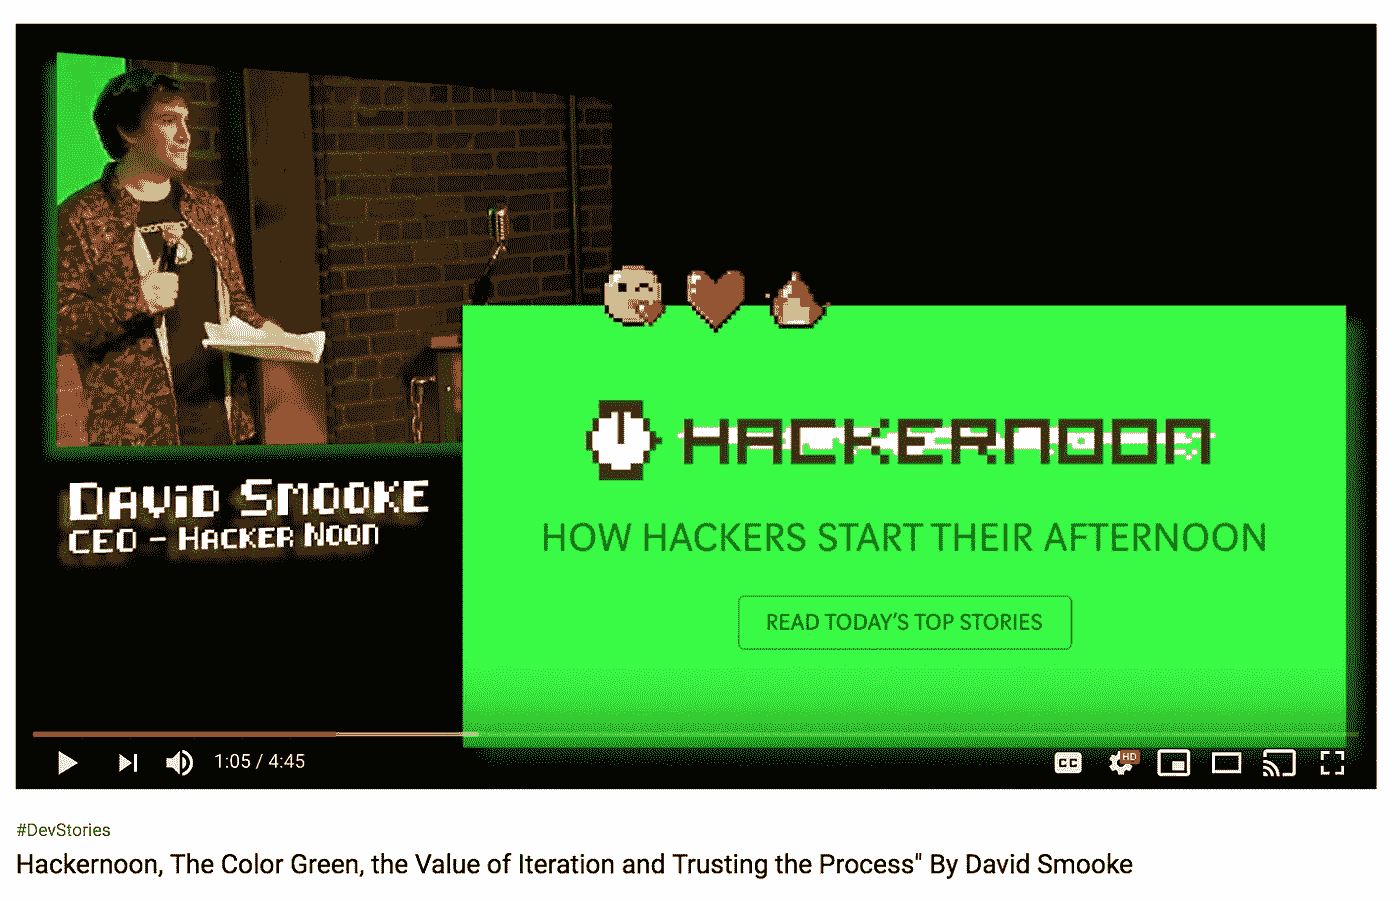 HACKERNOON
HOW HACKERS START THEIR AFTERNOON
READ TODAY'S TOP STORIES
DAViD SMOOKE
CEO - HACKER NOON
1:05 / 4:45
CC
HD
#DevStories
Hackernoon, The Color Green, the Value of Iteration and Trusting the Process" By David Smooke